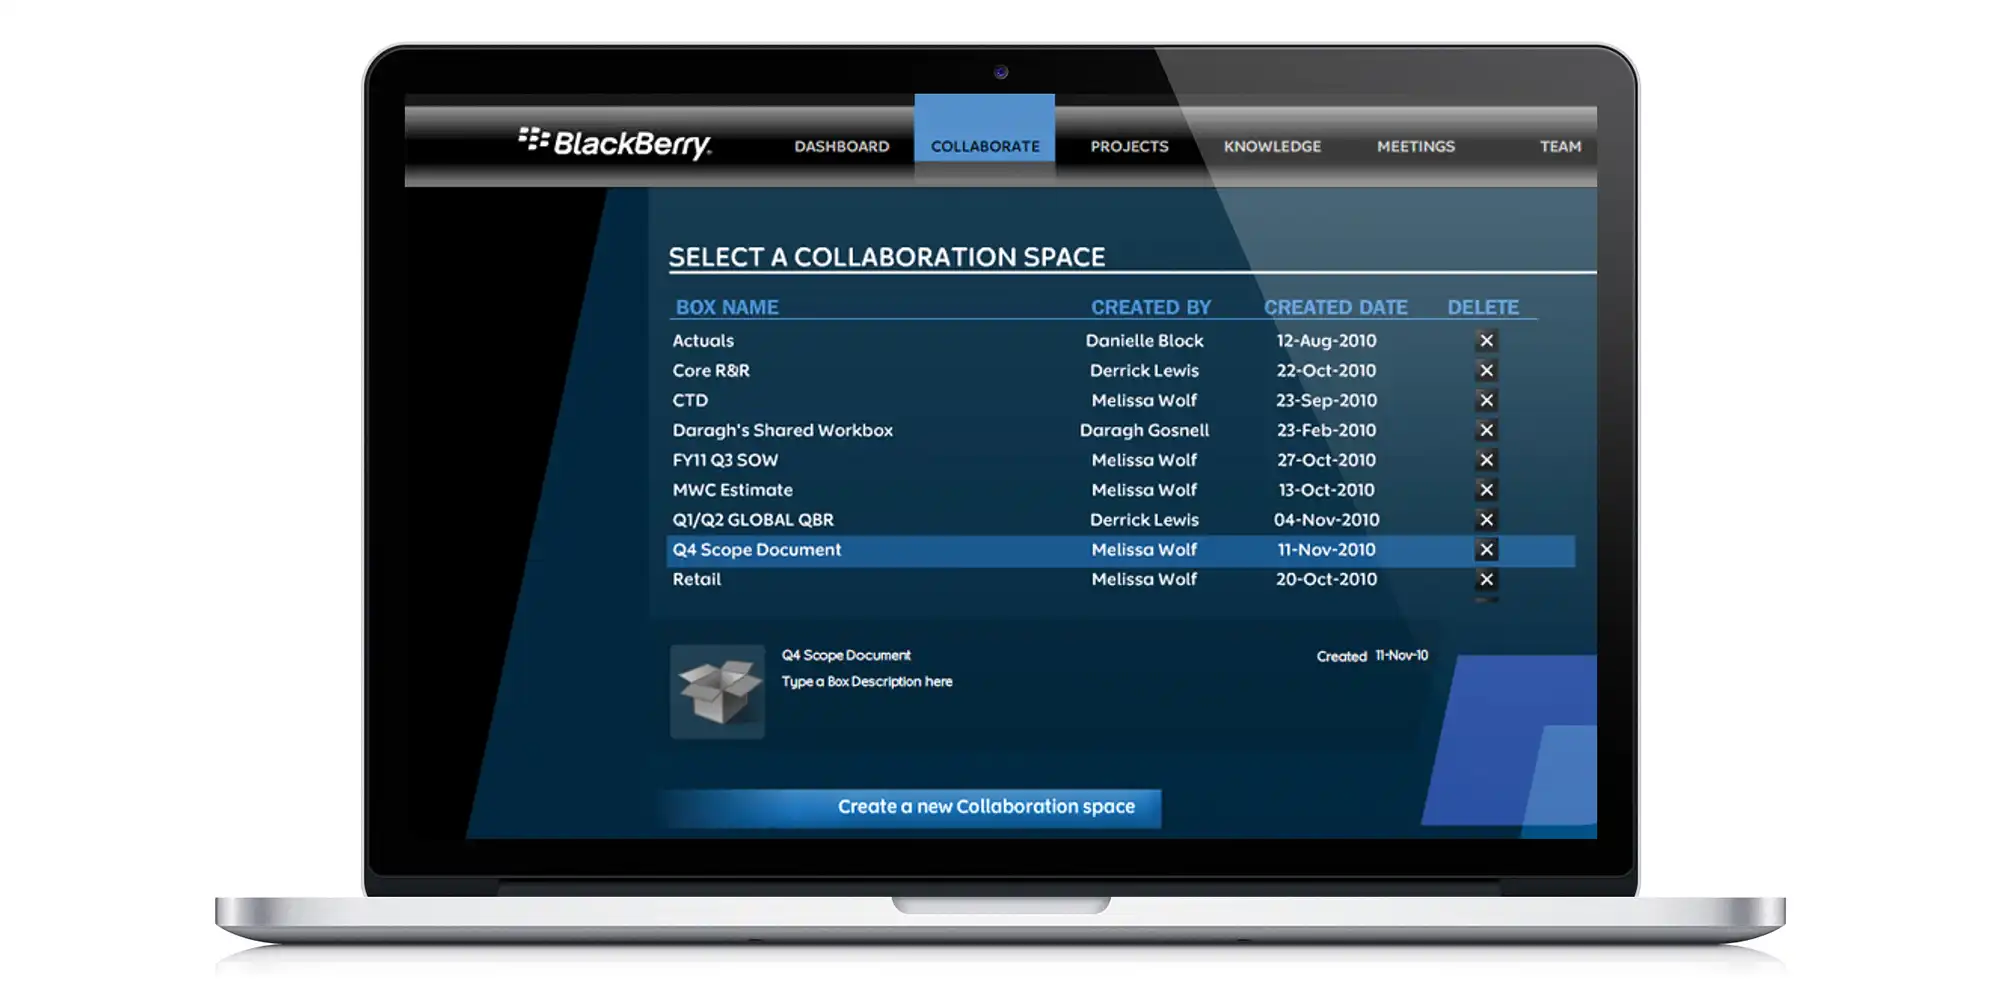 BlackBerry
DASHBOARD COLLABORATE PROJECTS KNOWLEDGE MEETINGS TEAM
SELECT A COLLABORATION SPACE
BOX NAME CREATED BY CREATED DATE DELETE
Actuals Danielle Block 12-Aug-2010
Core R&R Derrick Lewis 22-Oct-2010
CTD Melissa Wolf 23-Sep-2010
Daragh's Shared Workbox Daragh Gosnell 23-Feb-2010
FY11 Q3 SOW Melissa Wolf 27-Oct-2010
MWC Estimate Melissa Wolf 13-Oct-2010
Q1/Q2 GLOBAL QBR Derrick Lewis 04-Nov-2010
Q4 Scope Document Melissa Wolf 11-Nov-2010
Retail Melissa Wolf 20-Oct-2010
Q4 Scope Document Created 11-Nov-10
Type a Box Description here
Create a new Collaboration space